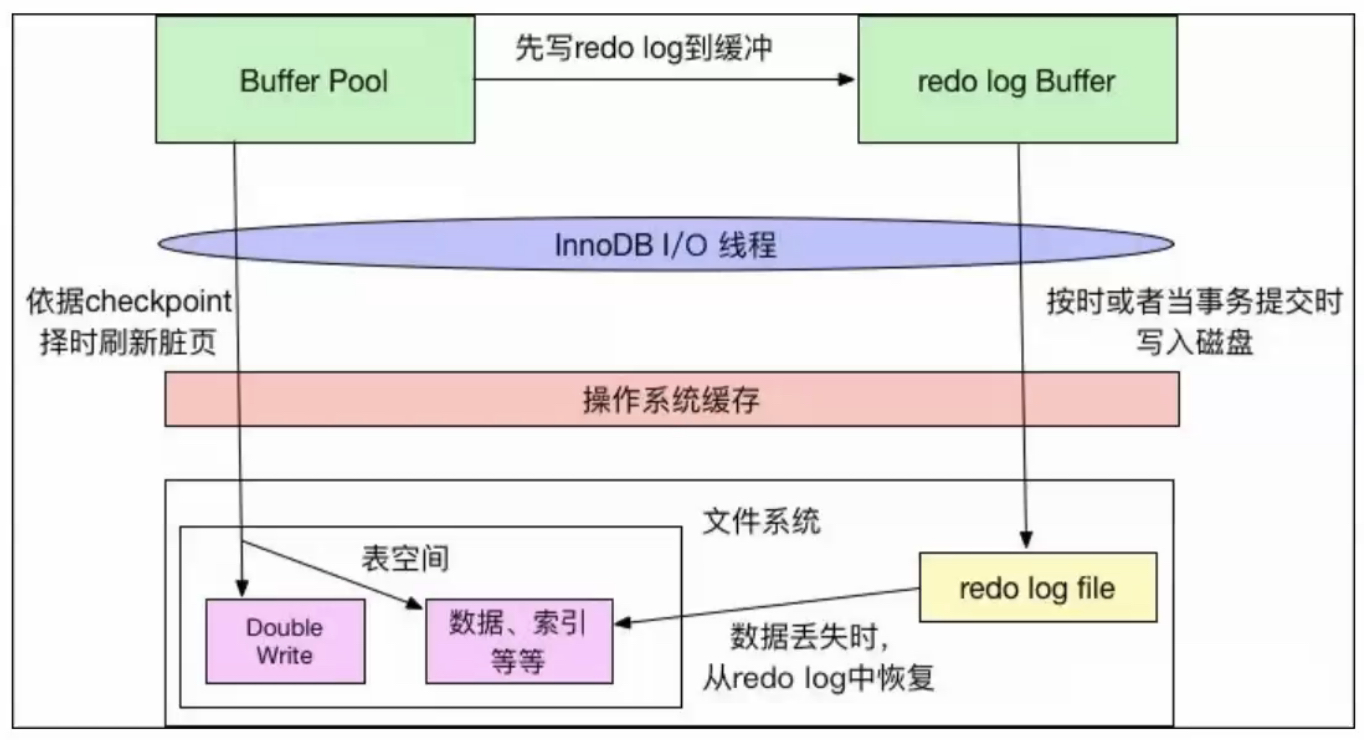 先写redo log到缓冲
Buffer Pool
redo log Buffer
InnoDB I/O 线程
依据checkpoint
择时刷新脏页
按时或者当事务提交时
写入磁盘
操作系统缓存
文件系统
表空间
redo log file
Double
Write
数据、索引
等等
数据丢失时，
从redo log中恢复